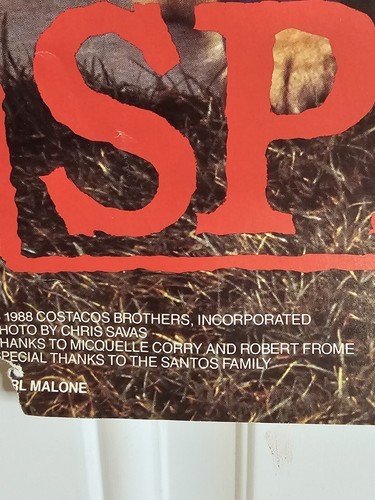 SP
1988 COSTACOS BROTHERS, INCORPORATED
HOTO BY CHRIS SAVAS
HANKS TO MICQUELLE CORRY AND ROBERT FROME
PECIAL THANKS TO THE SANTOS FAMILY
RL MALONE